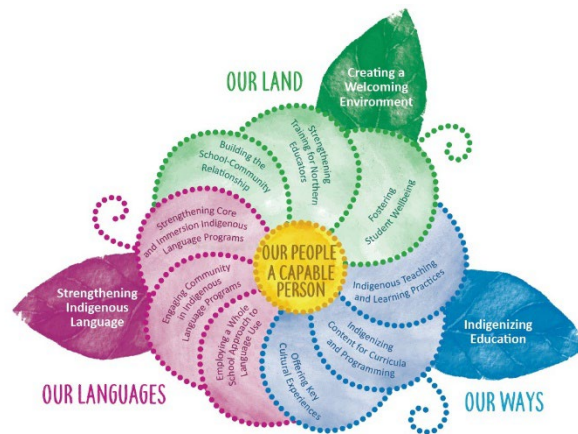 OUR LAND
Creating a
Welcoming
Environment
Building the
School-Community
Relationship
Strengthening
Training for Northern
Educators
Fostering
Student Wellbeing
Strengthening Core
and Immersion Indigenous
Language Programs
Engaging Community
in Indigenous
Language Programs
Employing a Whole
School Approach to
Language Use
Strengthening
Indigenous
Language
OUR LANGUAGES
OUR PEOPLE
A CAPABLE
PERSON
Indigenous Teaching
and Learning Practices
Indigenizing
Content for Curricula
and Programming
Offering Key
Cultural Experiences
Indigenizing
Education
OUR WAYS